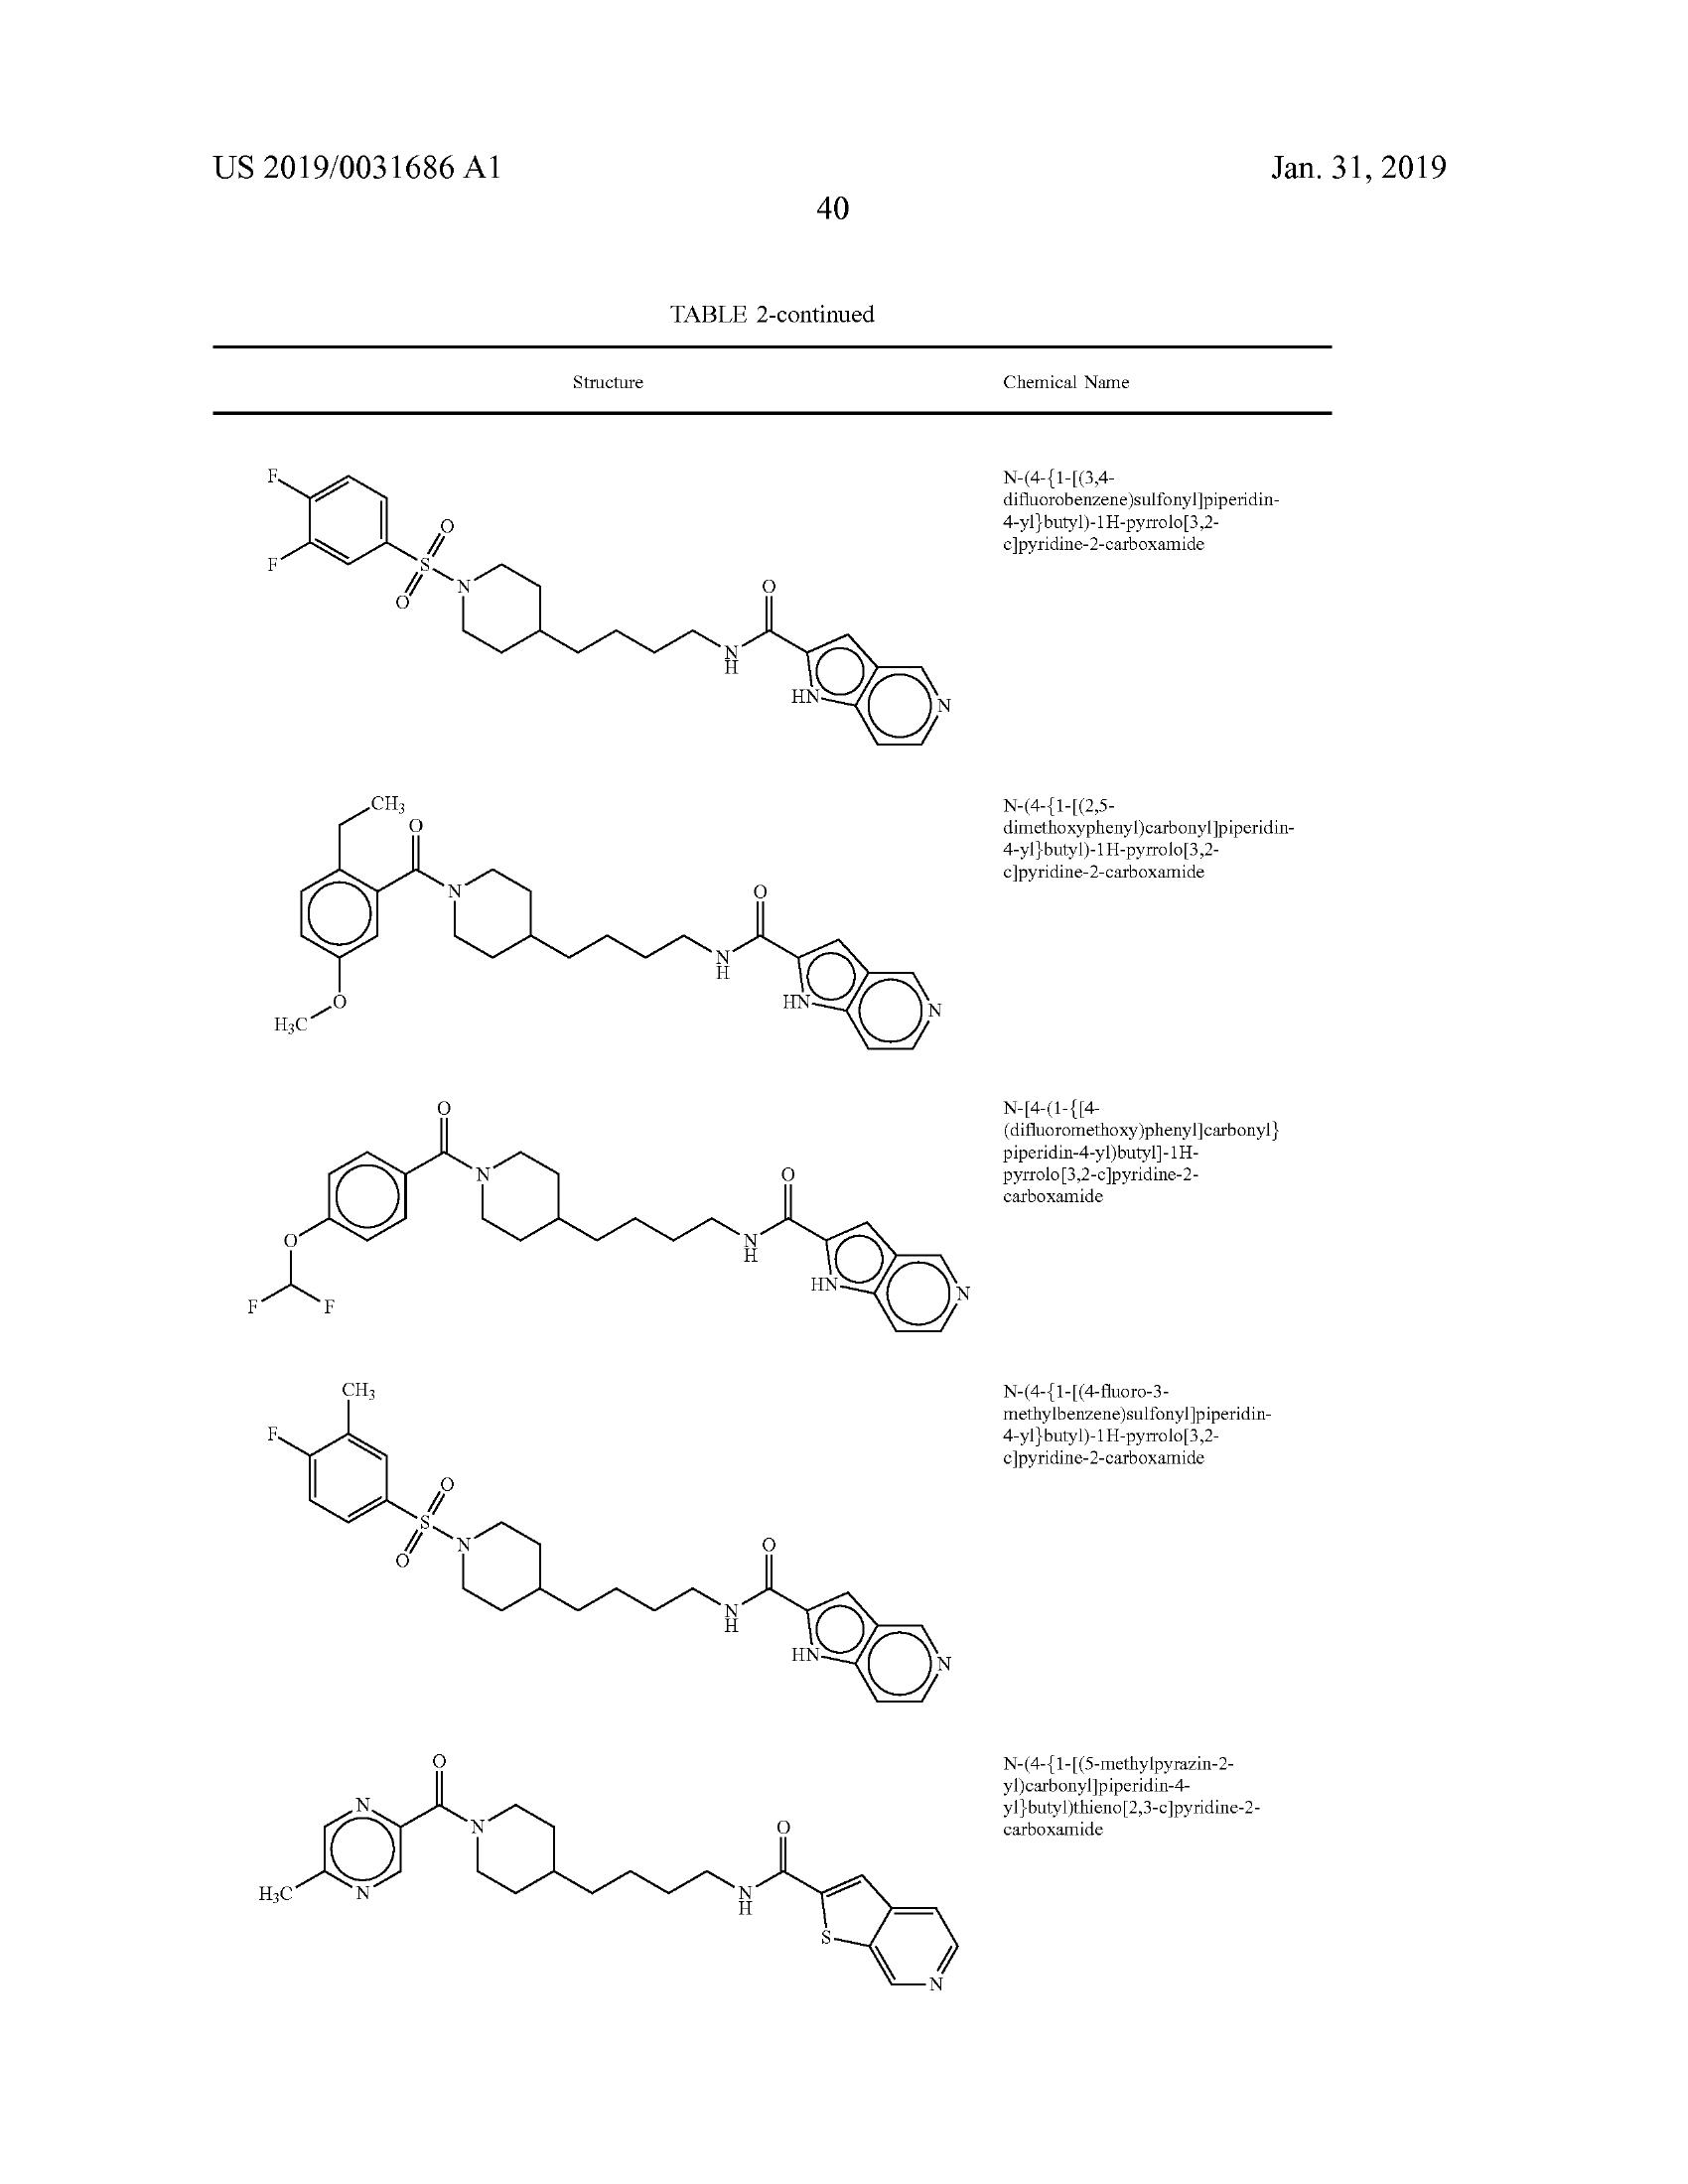 US 2019/0031686 A1
Jan. 31, 2019
40
TABLE 2-continued
Structure
Chemical Name
F
F
S
O
O
N
O
N
H
HN
N
N-(4-{1-[(3,4-
difluorobenzene)sulfonyl]piperidin-
4-yl}butyl)-1H-pyrrolo[3,2-
c]pyridine-2-carboxamide
CH3
O
N
O
N
H
HN
N
O
H3C
N-(4-{1-[(2,5-
dimethoxyphenyl)carbonyl]piperidin-
4-yl}butyl)-1H-pyrrolo[3,2-
c]pyridine-2-carboxamide
O
N
O
N
H
HN
N
O
F
F
N-[4-(1-{[4-
(difluoromethoxy)phenyl]carbonyl}
piperidin-4-yl)butyl]-1H-
pyrrolo[3,2-c]pyridine-2-
carboxamide
CH3
F
O
S
O
N
O
N
H
HN
N
N-(4-{1-[(4-fluoro-3-
methylbenzene)sulfonyl]piperidin-
4-yl}butyl)-1H-pyrrolo[3,2-
c]pyridine-2-carboxamide
O
N
N
N
H3C
O
N
H
S
N
N-(4-{1-[(5-methylpyrazin-2-
yl)carbonyl]piperidin-4-
yl}butyl)thieno[2,3-c]pyridine-2-
carboxamide